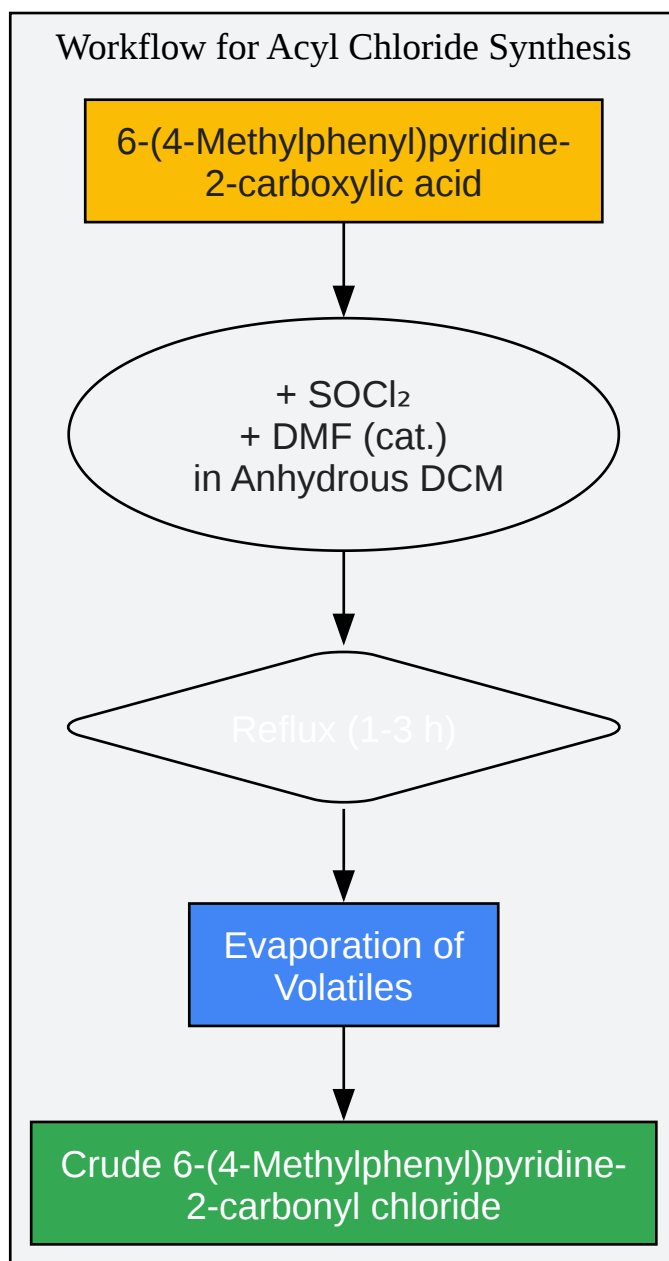 Workflow for Acyl Chloride Synthesis
6-(4-Methylphenyl)pyridine-
2-carboxylic acid
+ SOCl₂
+ DMF (cat.)
in Anhydrous DCM
Reflux (1-3 h)
Evaporation of
Volatiles
Crude 6-(4-Methylphenyl)pyridine-
2-carbonyl chloride